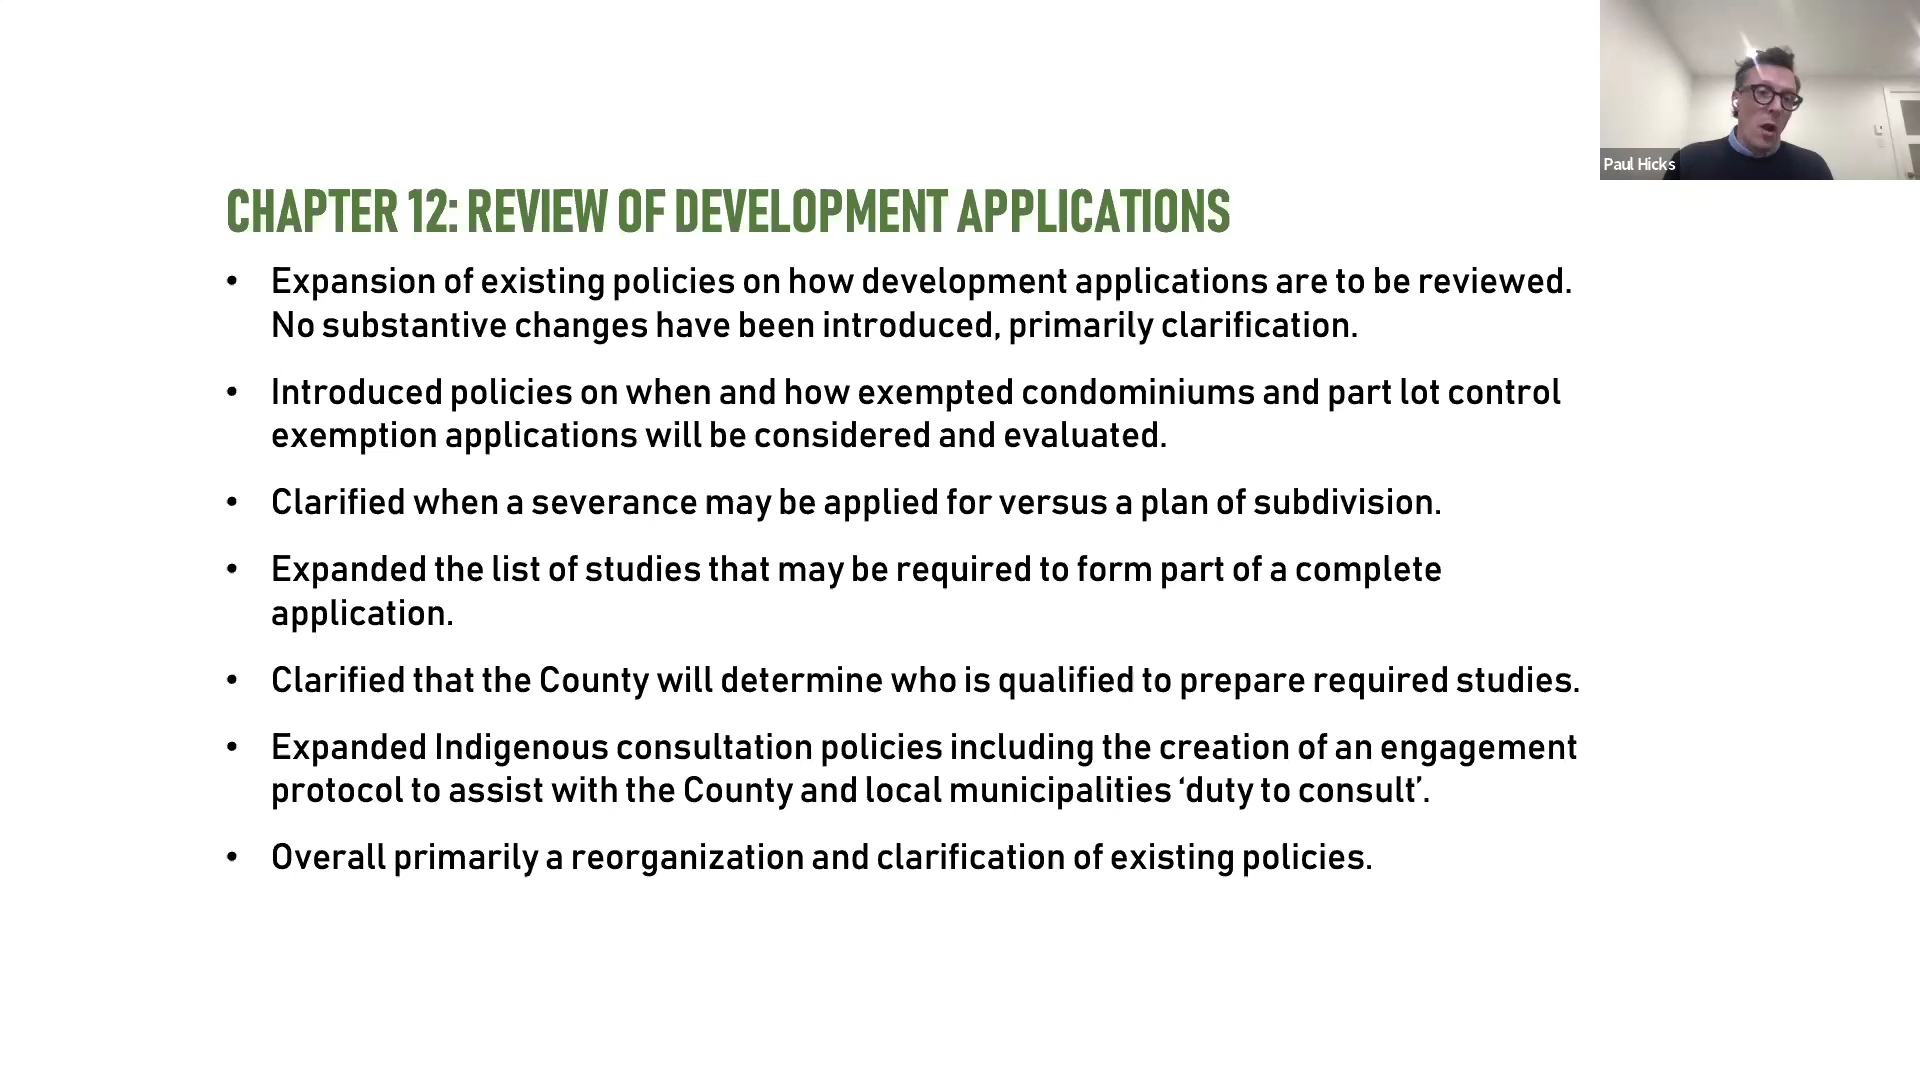 Paul Hicks
CHAPTER 12: REVIEW OF DEVELOPMENT APPLICATIONS
• Expansion of existing policies on how development applications are to be reviewed.
No substantive changes have been introduced, primarily clarification.
• Introduced policies on when and how exempted condominiums and part lot control
exemption applications will be considered and evaluated.
• Clarified when a severance may be applied for versus a plan of subdivision.
• Expanded the list of studies that may be required to form part of a complete
application.
• Clarified that the County will determine who is qualified to prepare required studies.
• Expanded Indigenous consultation policies including the creation of an engagement
protocol to assist with the County and local municipalities ‘duty to consult’.
• Overall primarily a reorganization and clarification of existing policies.